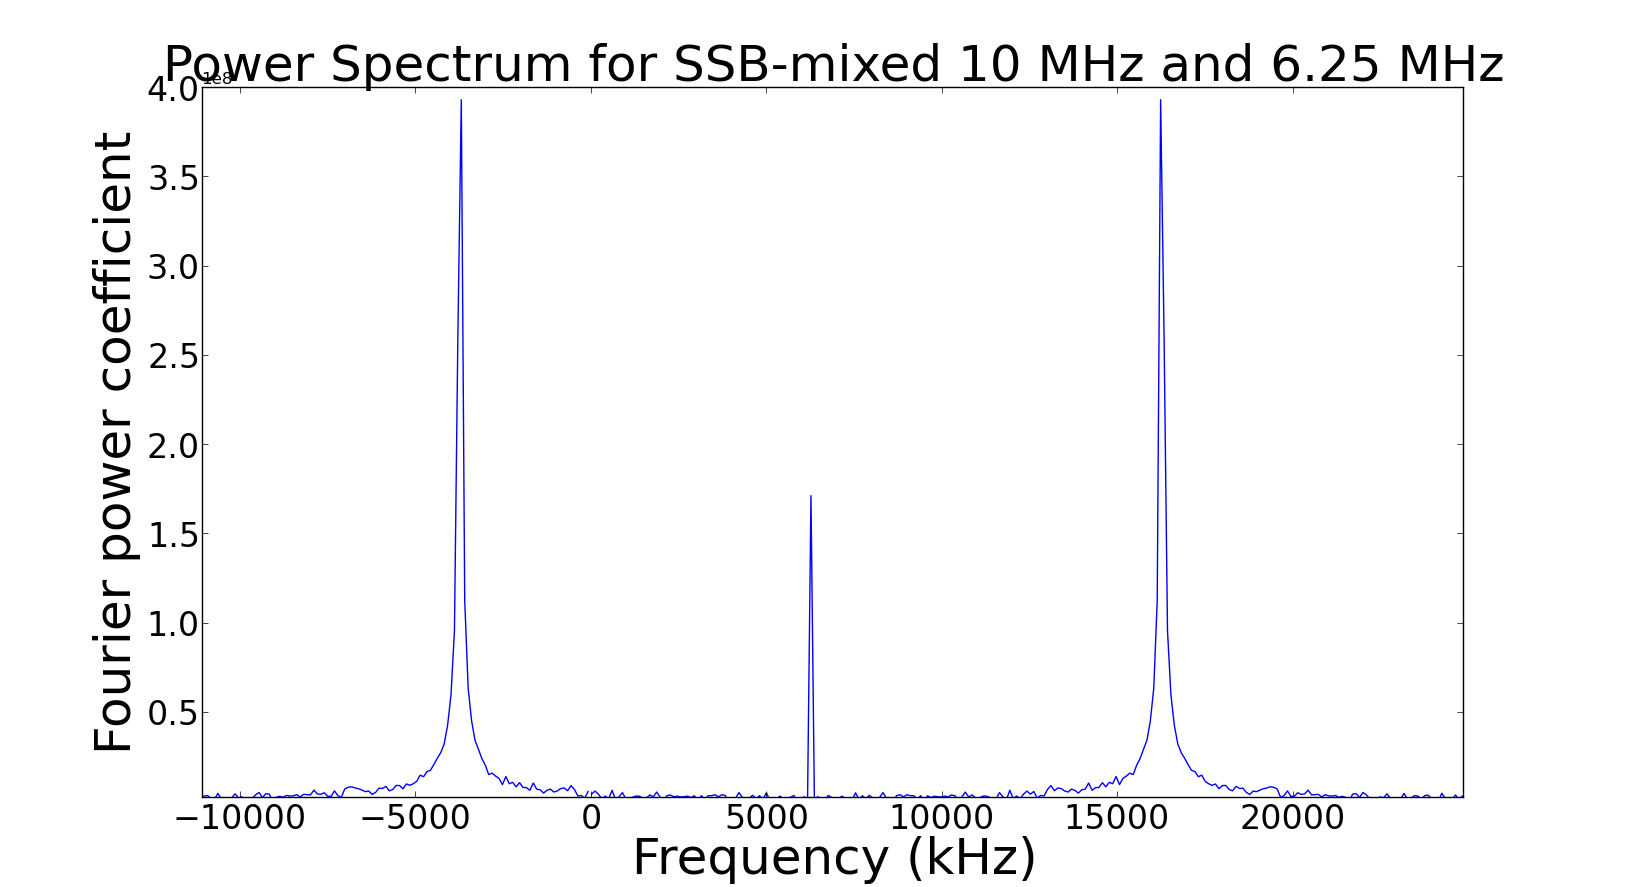 Power Spectrum for SSB-mixed 10 MHz and 6.25 MHz
1e8
4.0
3.5
3.0
2.5
2.0
1.5
1.0
0.5
Fourier power coefficient
−10000 −5000 0 5000 10000 15000 20000
Frequency (kHz)